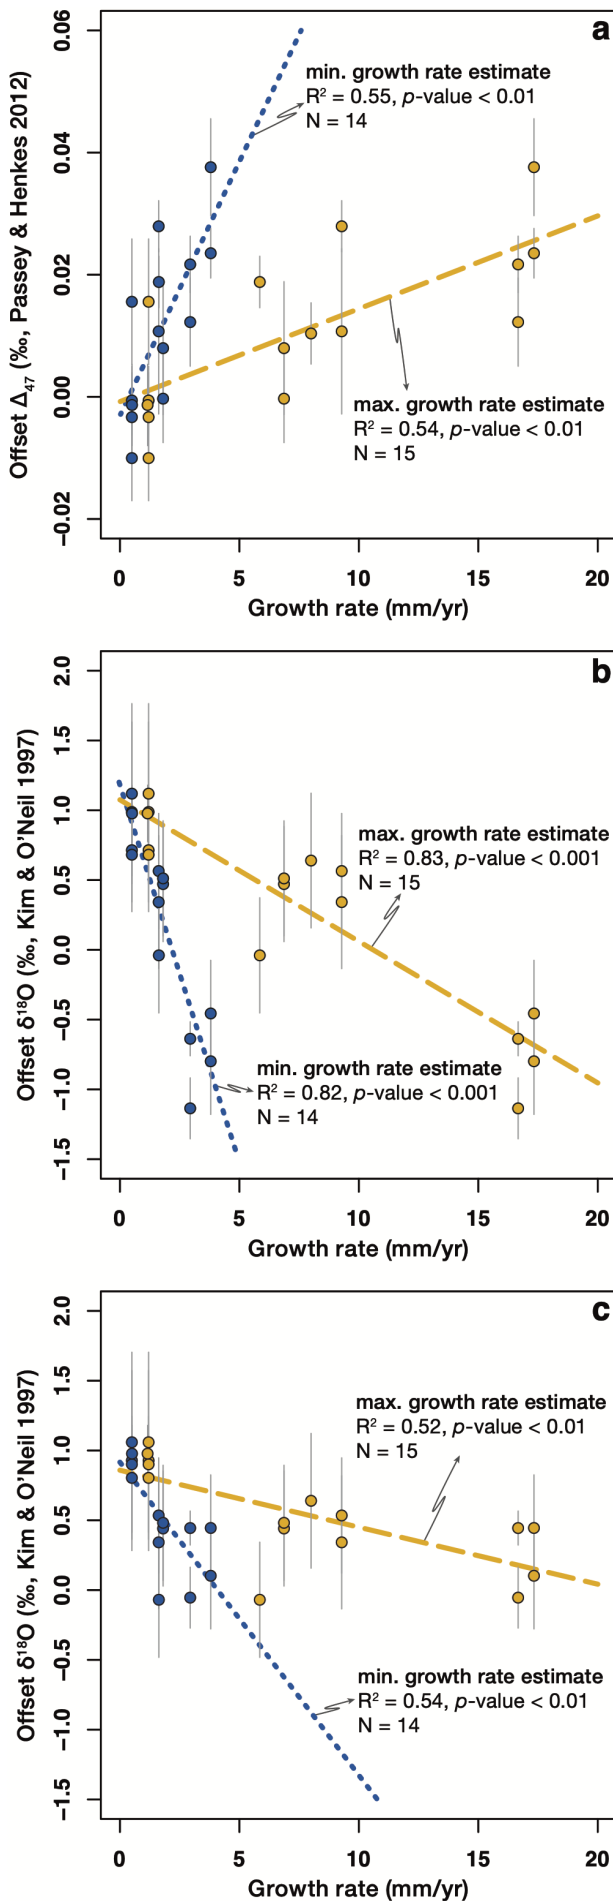 a
0.06
0.04
0.02
0.00
−0.02
Offset Δ47 (‰, Passey & Henkes 2012)
min. growth rate estimate
R² = 0.55, p-value < 0.01
N = 14
max. growth rate estimate
R² = 0.54, p-value < 0.01
N = 15
0 5 10 15 20
Growth rate (mm/yr)
b
2.0
1.5
1.0
0.5
0.0
−0.5
−1.0
−1.5
Offset δ¹⁸O (‰, Kim & O'Neil 1997)
max. growth rate estimate
R² = 0.83, p-value < 0.001
N = 15
min. growth rate estimate
R² = 0.82, p-value < 0.001
N = 14
0 5 10 15 20
Growth rate (mm/yr)
c
2.0
1.5
1.0
0.5
0.0
−0.5
−1.0
−1.5
Offset δ¹⁸O (‰, Kim & O'Neil 1997)
max. growth rate estimate
R² = 0.52, p-value < 0.01
N = 15
min. growth rate estimate
R² = 0.54, p-value < 0.01
N = 14
0 5 10 15 20
Growth rate (mm/yr)